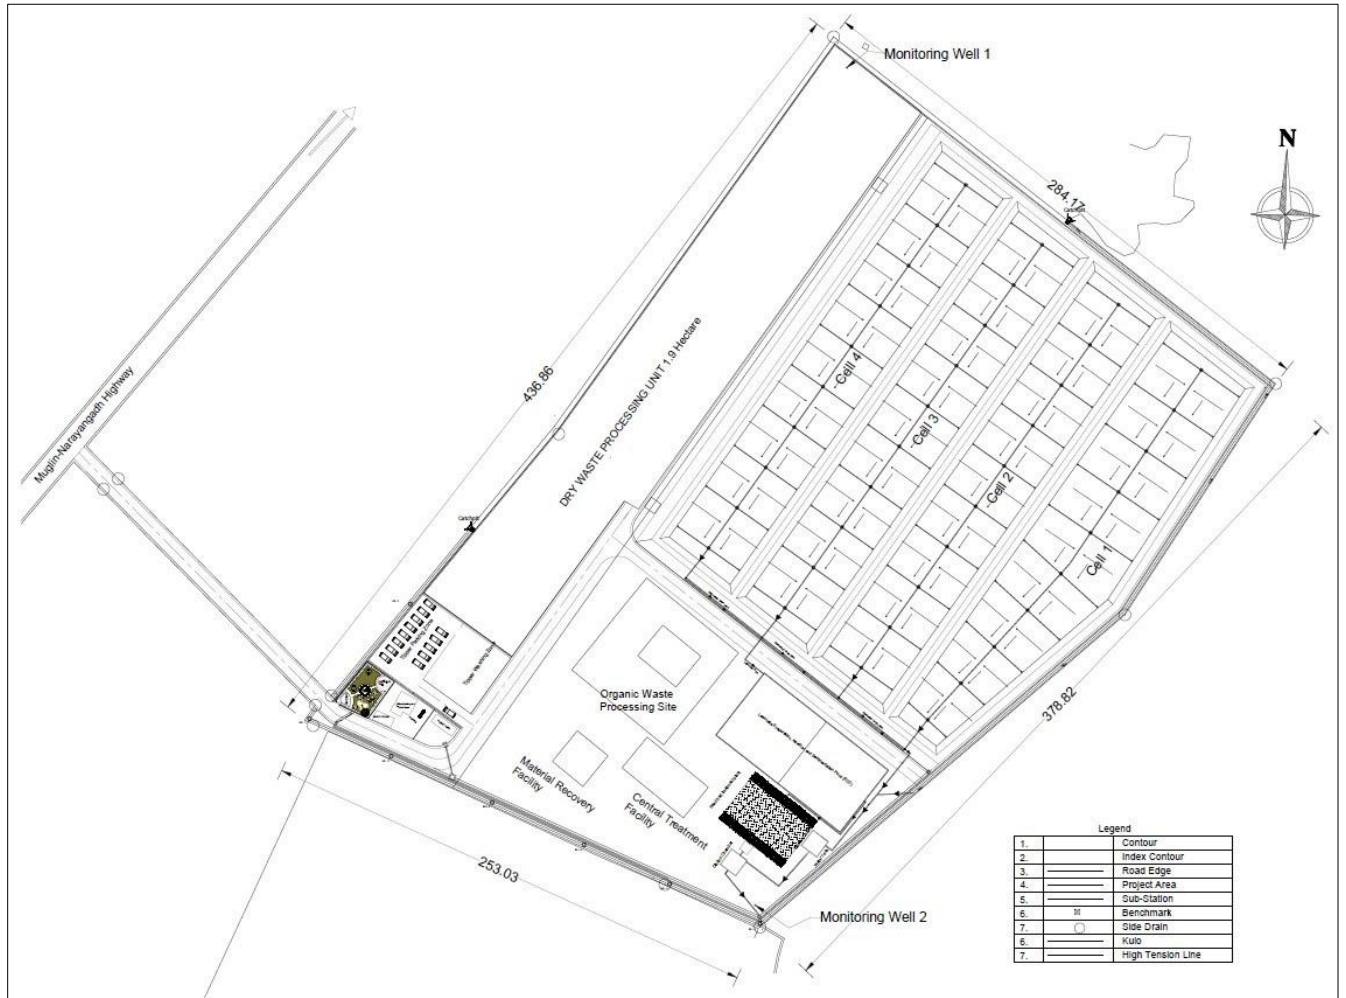 Monitoring Well 1
N
284.17
Catchpit
Muglin-Narayangadh Highway
436.86
DRY WASTE PROCESSING UNIT 1.9 Hectare
Cell 4
Cell 3
Cell 2
Cell 1
Catchpit
378.82
Organic Waste
Processing Site
Material Recovery
Facility
Central Treatment
Facility
253.03
Monitoring Well 2
Legend
1. Contour
2. Index Contour
3. Road Edge
4. Project Area
5. Sub-Station
6. Benchmark
7. Side Drain
6. Kulo
7. High Tension Line